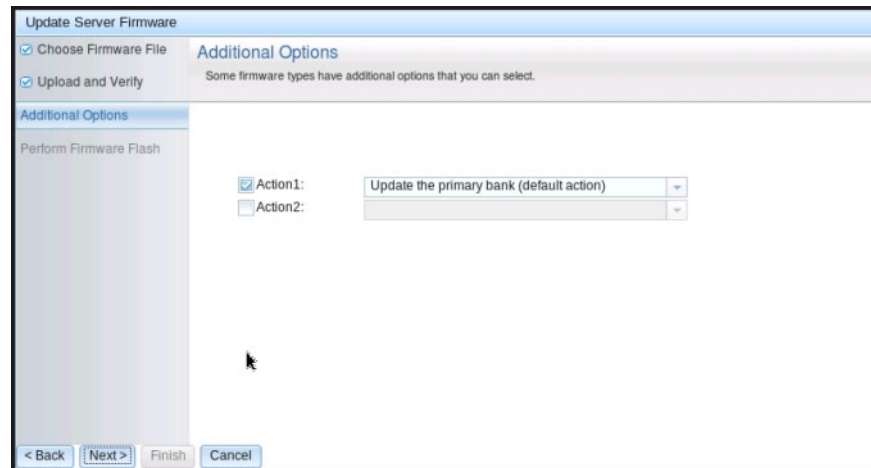 Update Server Firmware
Choose Firmware File
Upload and Verify
Additional Options
Perform Firmware Flash
Additional Options
Some firmware types have additional options that you can select.
Action1: Update the primary bank (default action)
Action2:
< Back Next > Finish Cancel